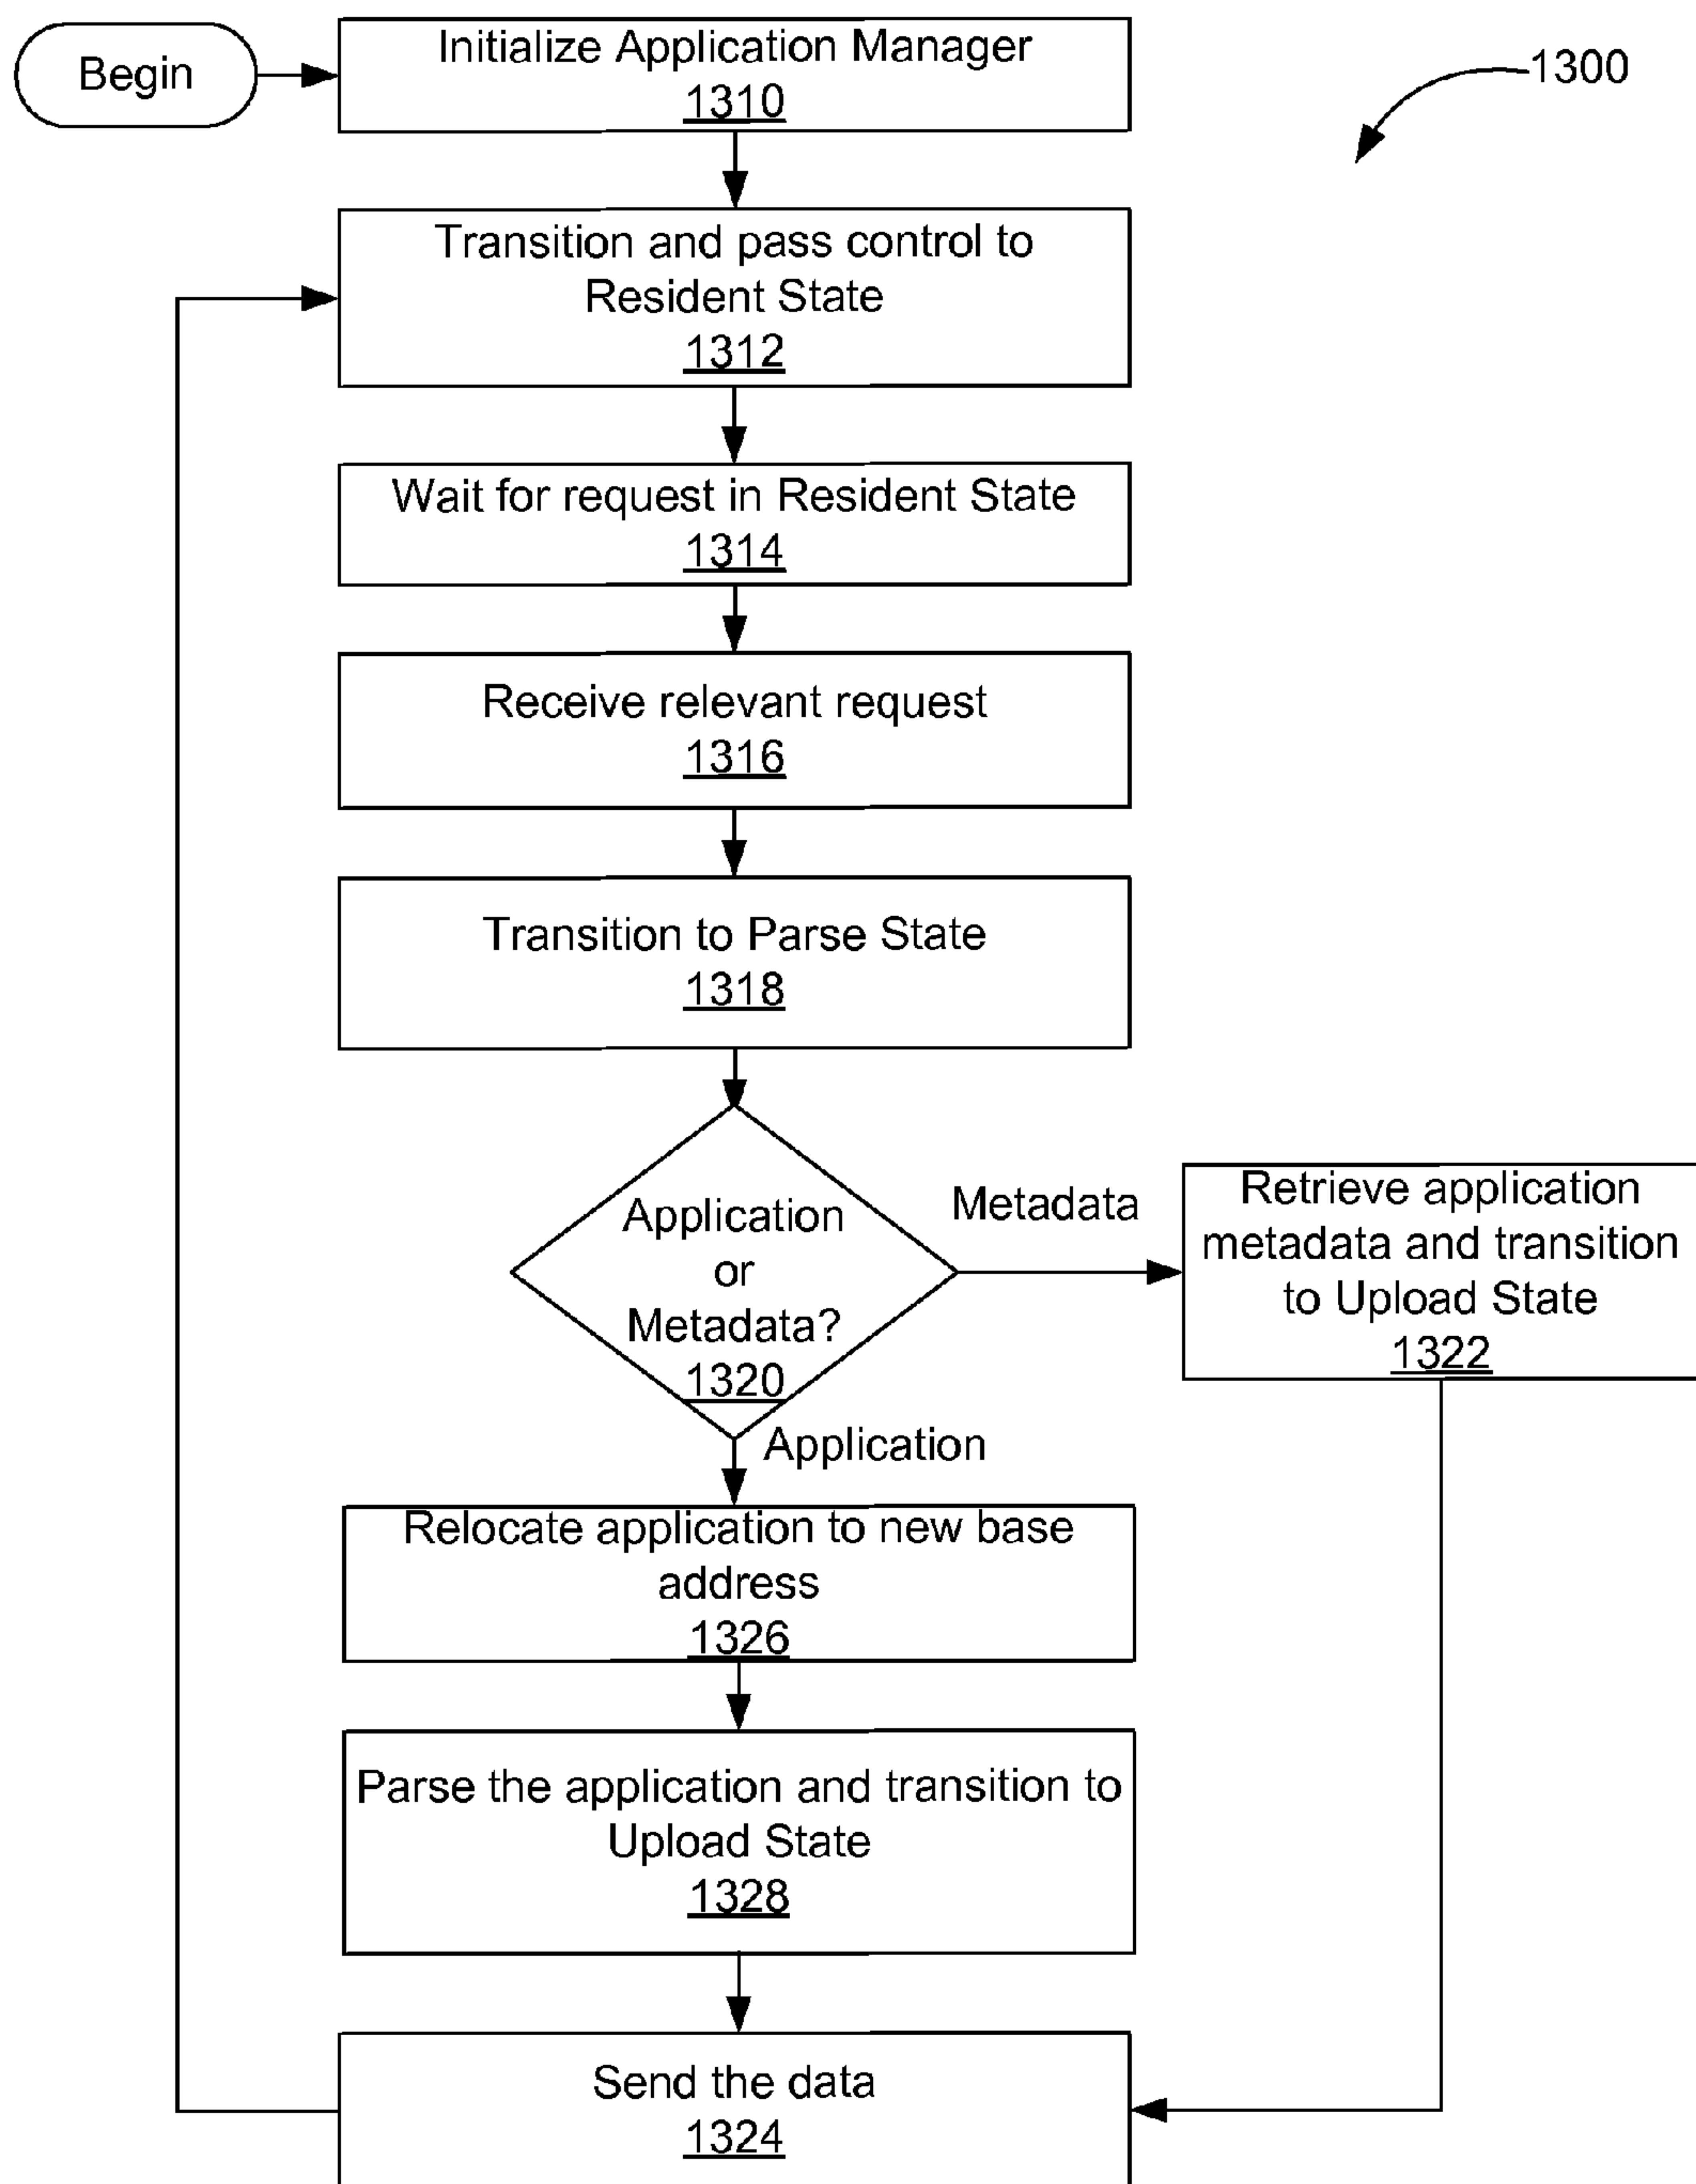 Begin
Initialize Application Manager
1310
1300
Transition and pass control to
Resident State
1312
Wait for request in Resident State
1314
Receive relevant request
1316
Transition to Parse State
1318
Application
or
Metadata?
1320
Metadata
Retrieve application
metadata and transition
to Upload State
1322
Application
Relocate application to new base
address
1326
Parse the application and transition to
Upload State
1328
Send the data
1324